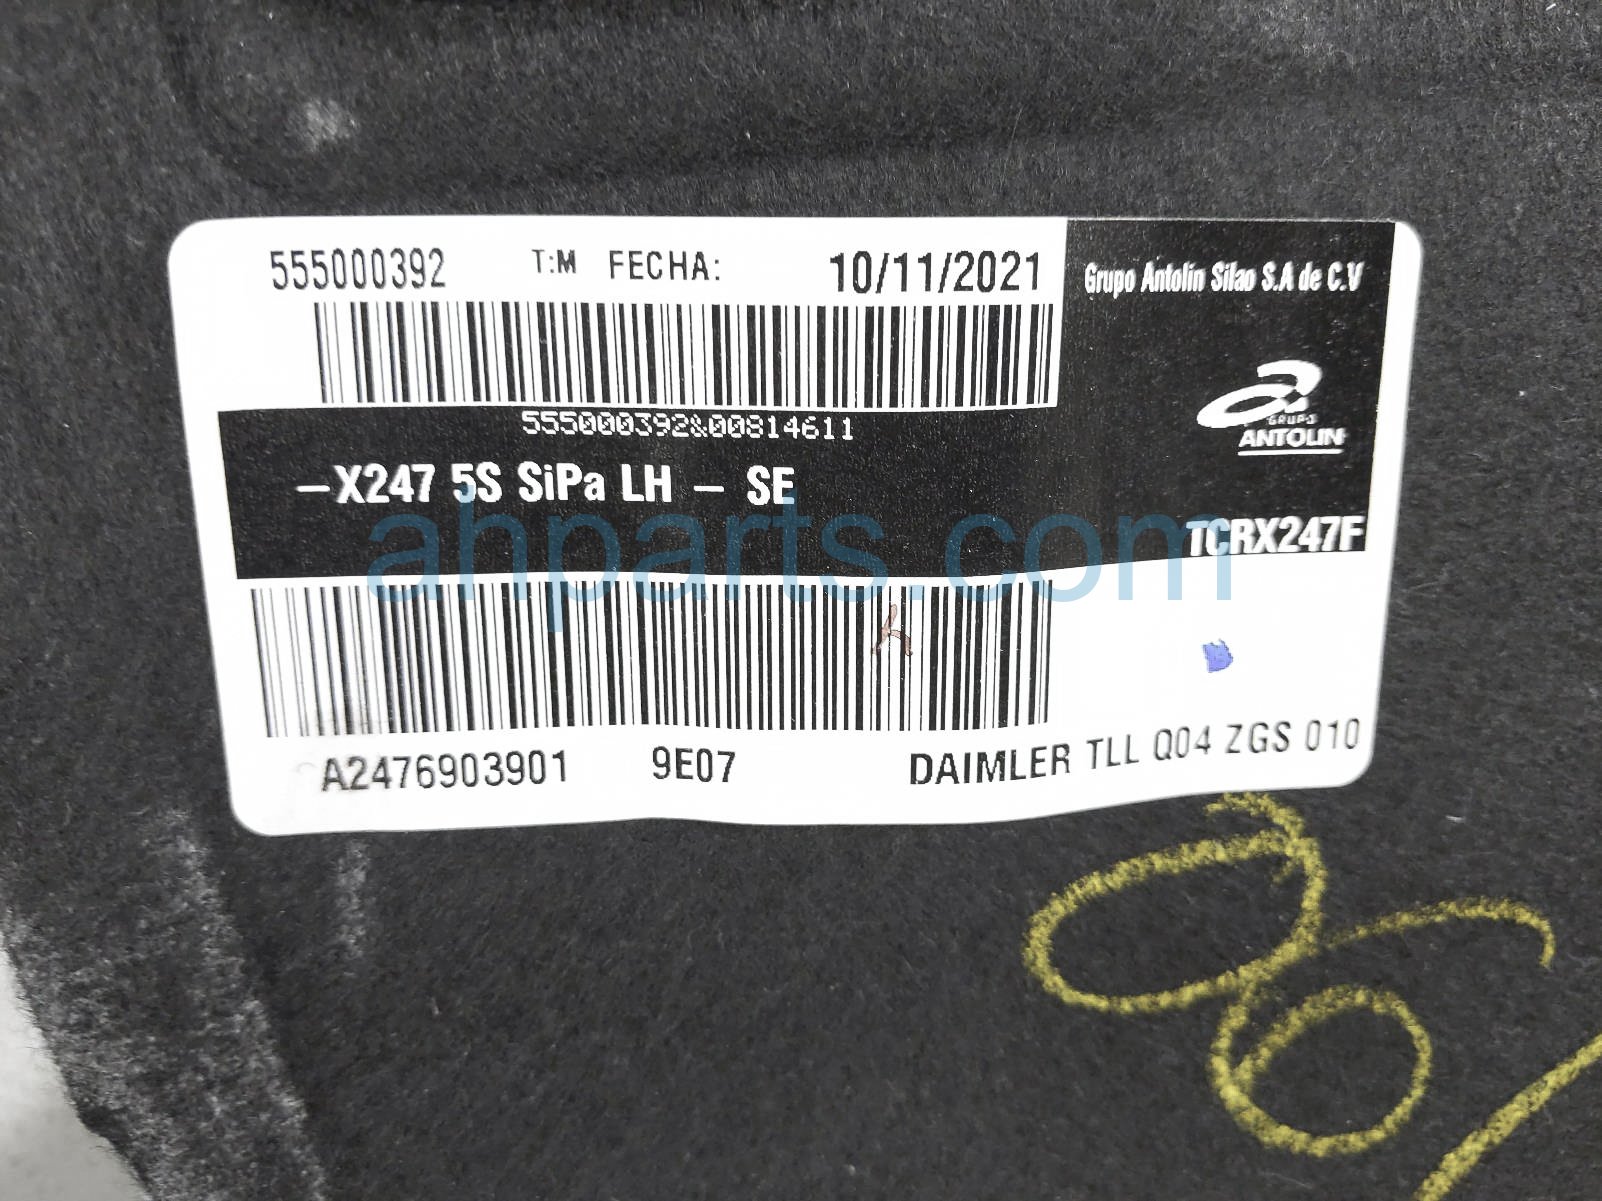 555000392 T:M FECHA: 10/11/2021
Grupo Antolin Silao S.A de C.V
555000392&00814611
GRUPO
ANTOLIN
–X247 5S SiPa LH – SE
TCRX247F
ahparts.com
A2476903901 9E07 DAIMLER TLL Q04 ZGS 010